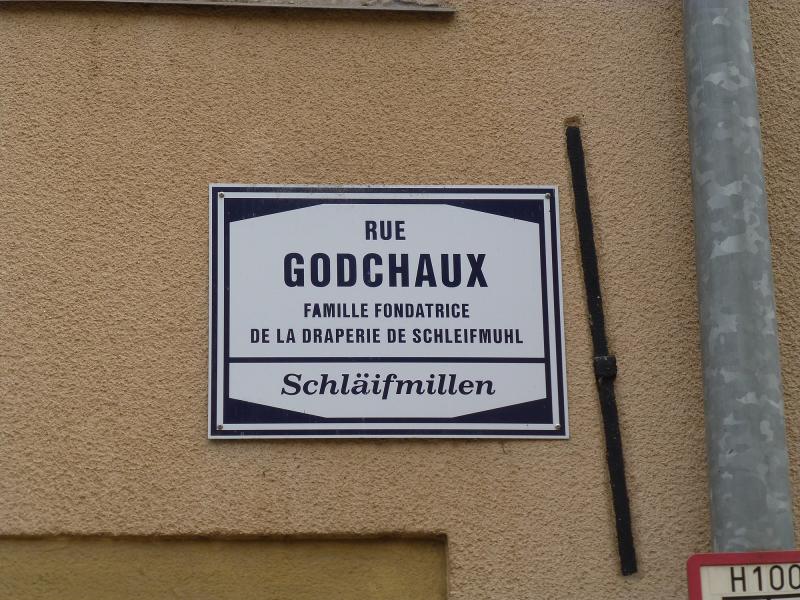 RUE
GODCHAUX
FAMILLE FONDATRICE
DE LA DRAPERIE DE SCHLEIFMUHL
Schläifmillen
H100